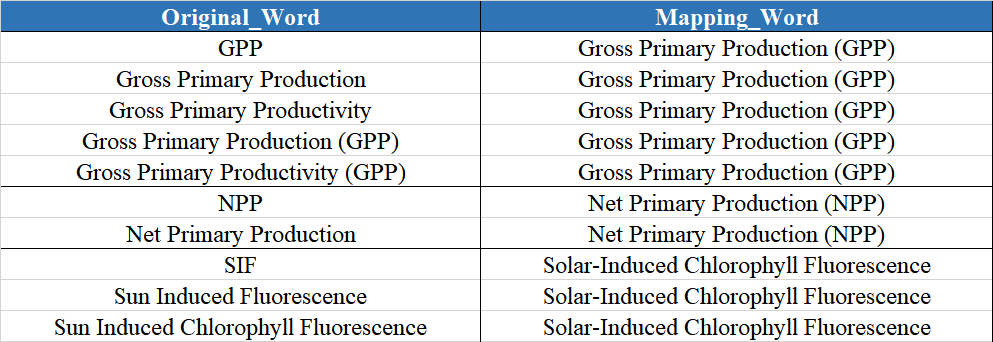 Original_Word Mapping_Word
GPP Gross Primary Production (GPP)
Gross Primary Production Gross Primary Production (GPP)
Gross Primary Productivity Gross Primary Production (GPP)
Gross Primary Production (GPP) Gross Primary Production (GPP)
Gross Primary Productivity (GPP) Gross Primary Production (GPP)
NPP Net Primary Production (NPP)
Net Primary Production Net Primary Production (NPP)
SIF Solar-Induced Chlorophyll Fluorescence
Sun Induced Fluorescence Solar-Induced Chlorophyll Fluorescence
Sun Induced Chlorophyll Fluorescence Solar-Induced Chlorophyll Fluorescence